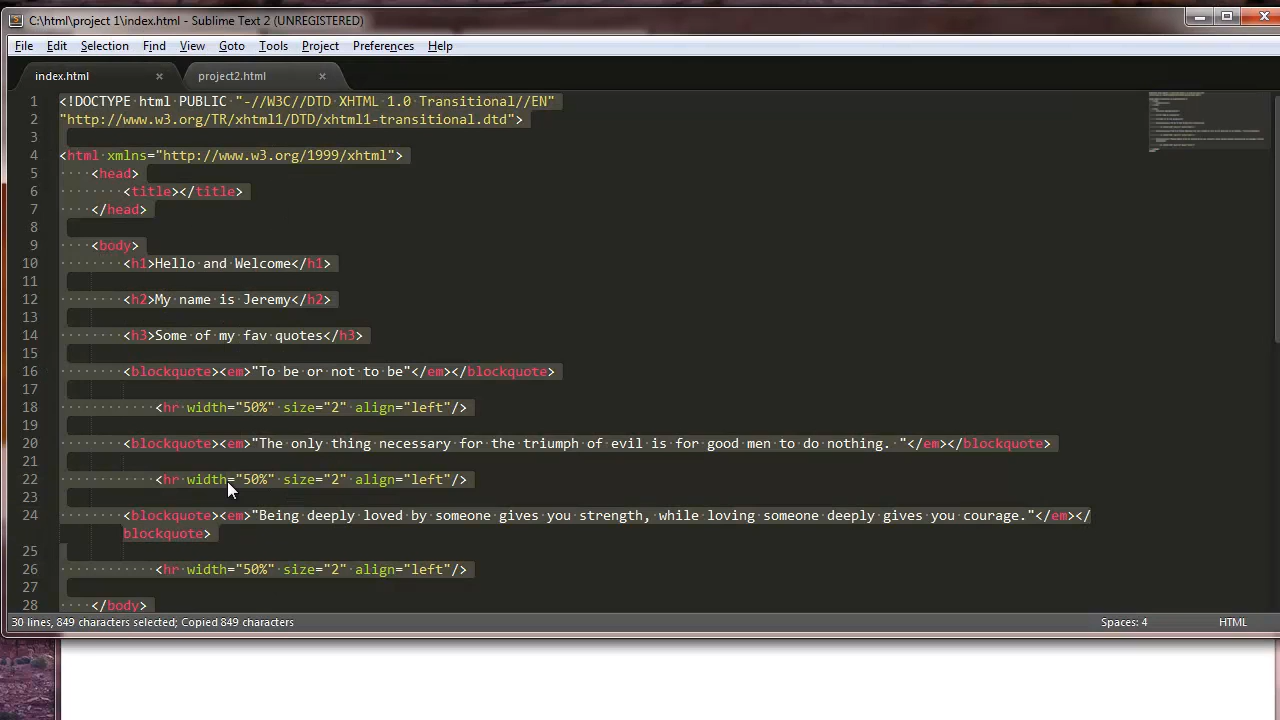 C:\html\project 1\index.html - Sublime Text 2 (UNREGISTERED)
File Edit Selection Find View Goto Tools Project Preferences Help
index.html × project2.html ×
1 <!DOCTYPE html PUBLIC "-//W3C//DTD XHTML 1.0 Transitional//EN"
2 "http://www.w3.org/TR/xhtml1/DTD/xhtml1-transitional.dtd">
3
4 <html xmlns="http://www.w3.org/1999/xhtml">
5 <head>
6 <title></title>
7 </head>
8
9 <body>
10 <h1>Hello and Welcome</h1>
11
12 <h2>My name is Jeremy</h2>
13
14 <h3>Some of my fav quotes</h3>
15
16 <blockquote><em>"To be or not to be"</em></blockquote>
17
18 <hr width="50%" size="2" align="left"/>
19
20 <blockquote><em>"The only thing necessary for the triumph of evil is for good men to do nothing. "</em></blockquote>
21
22 <hr width="50%" size="2" align="left"/>
23
24 <blockquote><em>"Being deeply loved by someone gives you strength, while loving someone deeply gives you courage."</em></
blockquote>
25
26 <hr width="50%" size="2" align="left"/>
27
28 </body>
30 lines, 849 characters selected; Copied 849 characters Spaces: 4 HTML